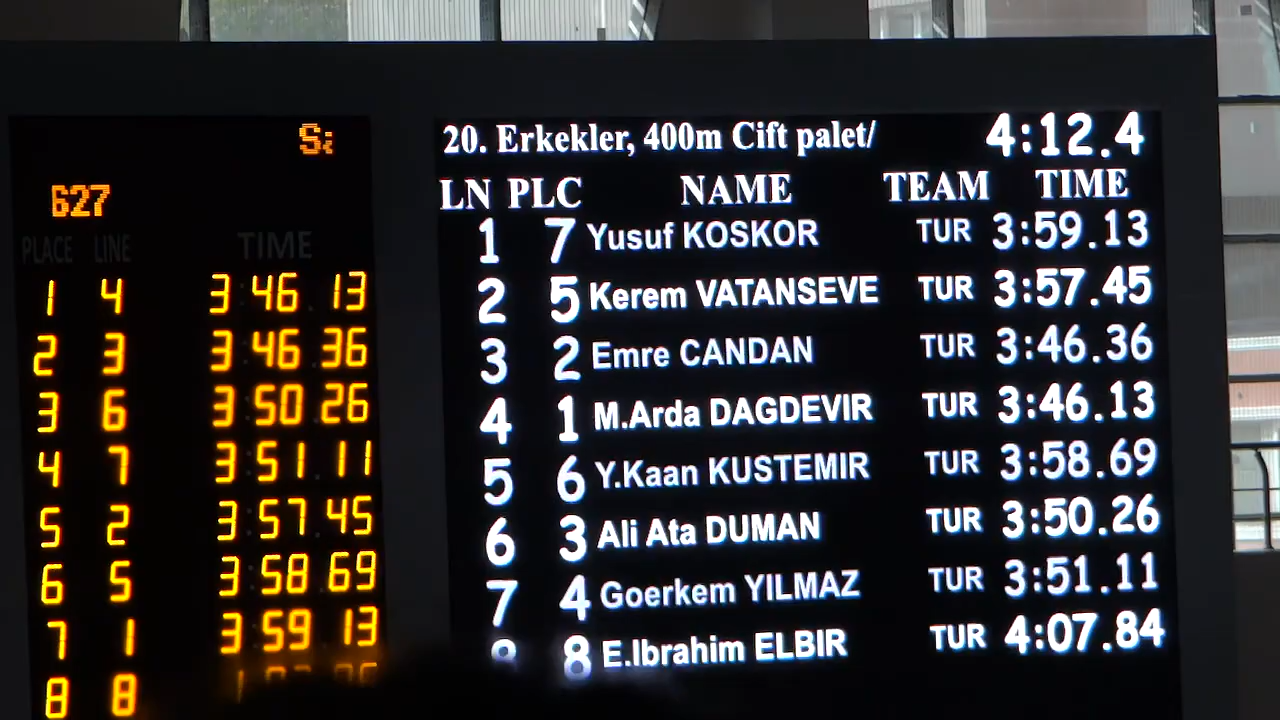 S:
627
PLACE LINE TIME
1 4 3 46 13
2 3 3 46 36
3 6 3 50 26
4 7 3 51 11
5 2 3 57 45
6 5 3 58 69
7 1 3 59 13
8 8
20. Erkekler, 400m Cift palet/ 4:12.4
LN PLC NAME TEAM TIME
1 7 Yusuf KOSKOR TUR 3:59.13
2 5 Kerem VATANSEVE TUR 3:57.45
3 2 Emre CANDAN TUR 3:46.36
4 1 M.Arda DAGDEVIR TUR 3:46.13
5 6 Y.Kaan KUSTEMIR TUR 3:58.69
6 3 Ali Ata DUMAN TUR 3:50.26
7 4 Goerkem YILMAZ TUR 3:51.11
8 8 E.Ibrahim ELBIR TUR 4:07.84